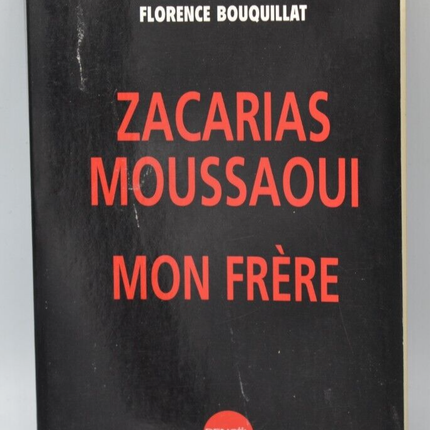 FLORENCE BOUQUILLAT
ZACARIAS
MOUSSAOUI
MON FRÈRE